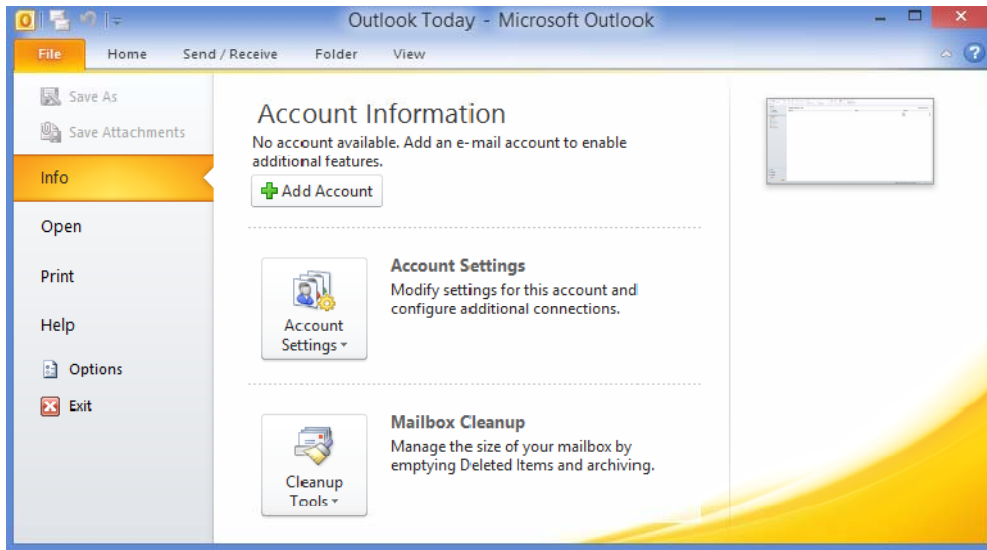 Outlook Today - Microsoft Outlook
File Home Send / Receive Folder View
Save As
Save Attachments
Info
Open
Print
Help
Options
Exit
Account Information
No account available. Add an e-mail account to enable
additional features.
Add Account
Account Settings
Modify settings for this account and
configure additional connections.
Account
Settings
Mailbox Cleanup
Manage the size of your mailbox by
emptying Deleted Items and archiving.
Cleanup
Tools